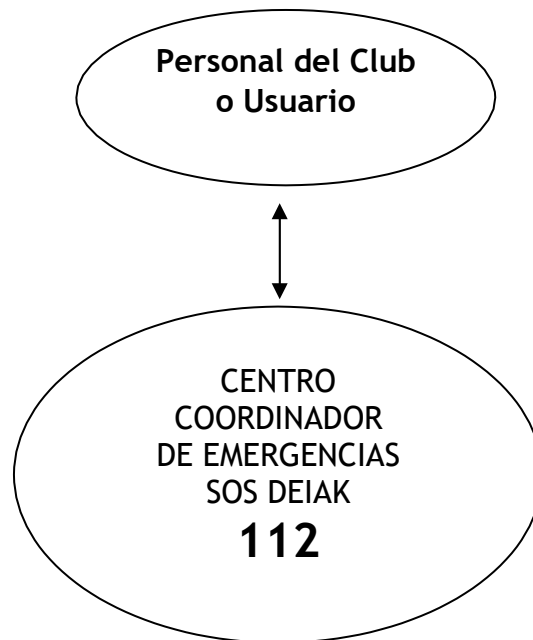 Personal del Club
o Usuario
CENTRO
COORDINADOR
DE EMERGENCIAS
SOS DEIAK
112